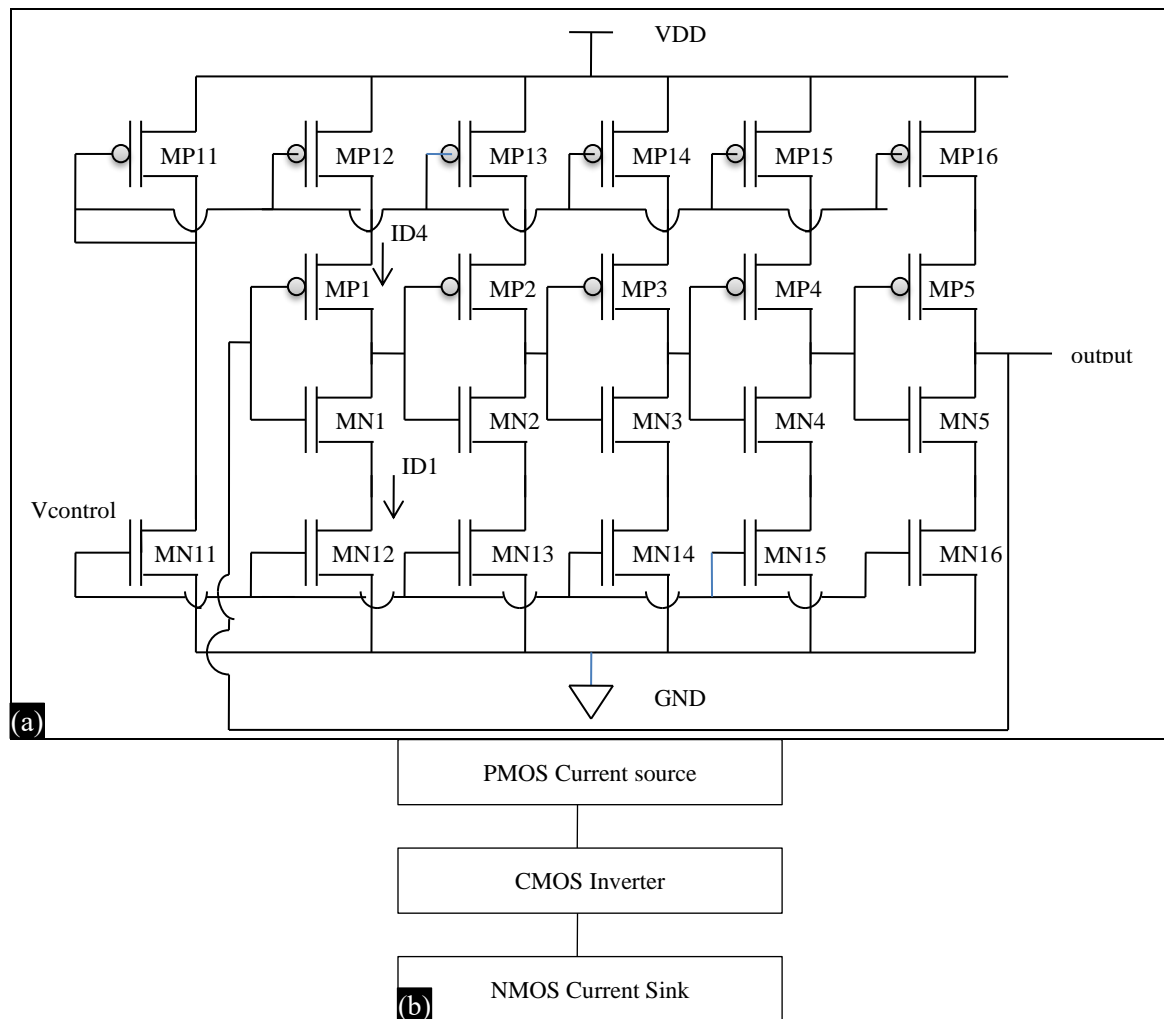 VDD
MP11 MP12 MP13 MP14 MP15 MP16
ID4
MP1 MP2 MP3 MP4 MP5
output
MN1 MN2 MN3 MN4 MN5
ID1
Vcontrol
MN11 MN12 MN13 MN14 MN15 MN16
GND
(a)
PMOS Current source
CMOS Inverter
NMOS Current Sink
(b)